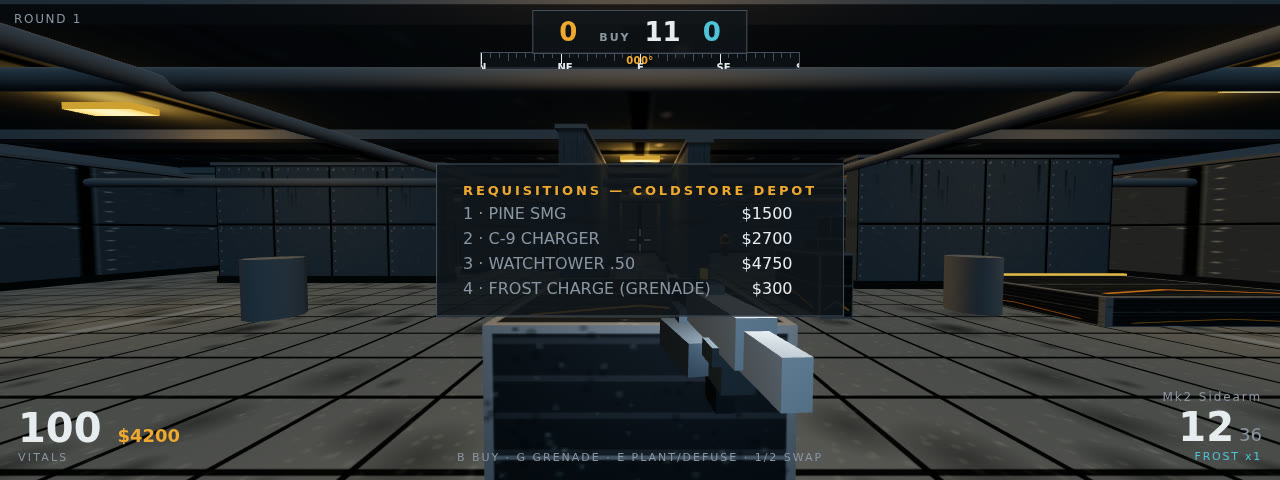 ROUND 1
0 BUY 11 0
000°
N NE E SE S
REQUISITIONS — COLDSTORE DEPOT
1 · PINE SMG $1500
2 · C-9 CHARGER $2700
3 · WATCHTOWER .50 $4750
4 · FROST CHARGE (GRENADE) $300
Mk2 Sidearm
100 $4200
12 36
VITALS
B BUY · G GRENADE · E PLANT/DEFUSE · 1/2 SWAP
FROST x1